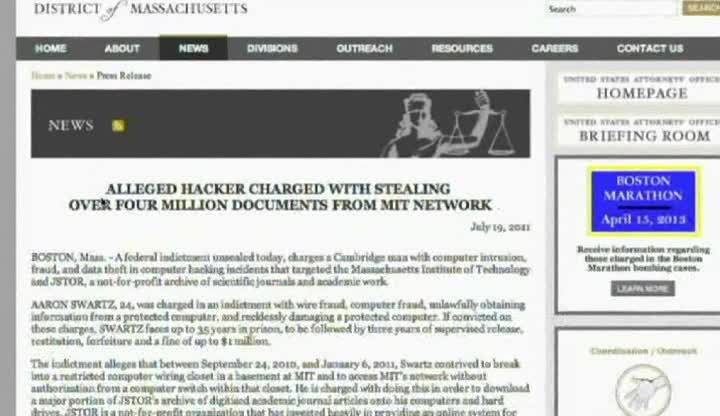 DISTRICT of MASSACHUSETTS
Search
SEARCH
HOME ABOUT NEWS DIVISIONS OUTREACH RESOURCES CAREERS CONTACT US
Home » News » Press Release
UNITED STATES ATTORNEYS' OFFICE
HOMEPAGE
UNITED STATES ATTORNEYS' OFFICE
BRIEFING ROOM
NEWS
ALLEGED HACKER CHARGED WITH STEALING
OVER FOUR MILLION DOCUMENTS FROM MIT NETWORK
July 19, 2011
BOSTON, Mass. - A federal indictment unsealed today, charges a Cambridge man with computer intrusion,
fraud, and data theft in computer hacking incidents that targeted the Massachusetts Institute of Technology
and JSTOR, a not-for-profit archive of scientific journals and academic work.
AARON SWARTZ, 24, was charged in an indictment with wire fraud, computer fraud, unlawfully obtaining
information from a protected computer, and recklessly damaging a protected computer. If convicted on
these charges, SWARTZ faces up to 35 years in prison, to be followed by three years of supervised release,
restitution, forfeiture and a fine of up to $1 million.
The indictment alleges that between September 24, 2010, and January 6, 2011, Swartz contrived to break
into a restricted computer wiring closet in a basement at MIT and to access MIT's network without
authorization from a computer switch within that closet. He is charged with doing this in order to download
a major portion of JSTOR's archive of digitized academic journal articles onto his computers and hard
drives. JSTOR is a not-for-profit organization that has invested heavily in providing an online system for
BOSTON
MARATHON
April 15, 2013
Receive information regarding
those charged in the Boston
Marathon bombing cases.
LEARN MORE
Coordination / Outreach